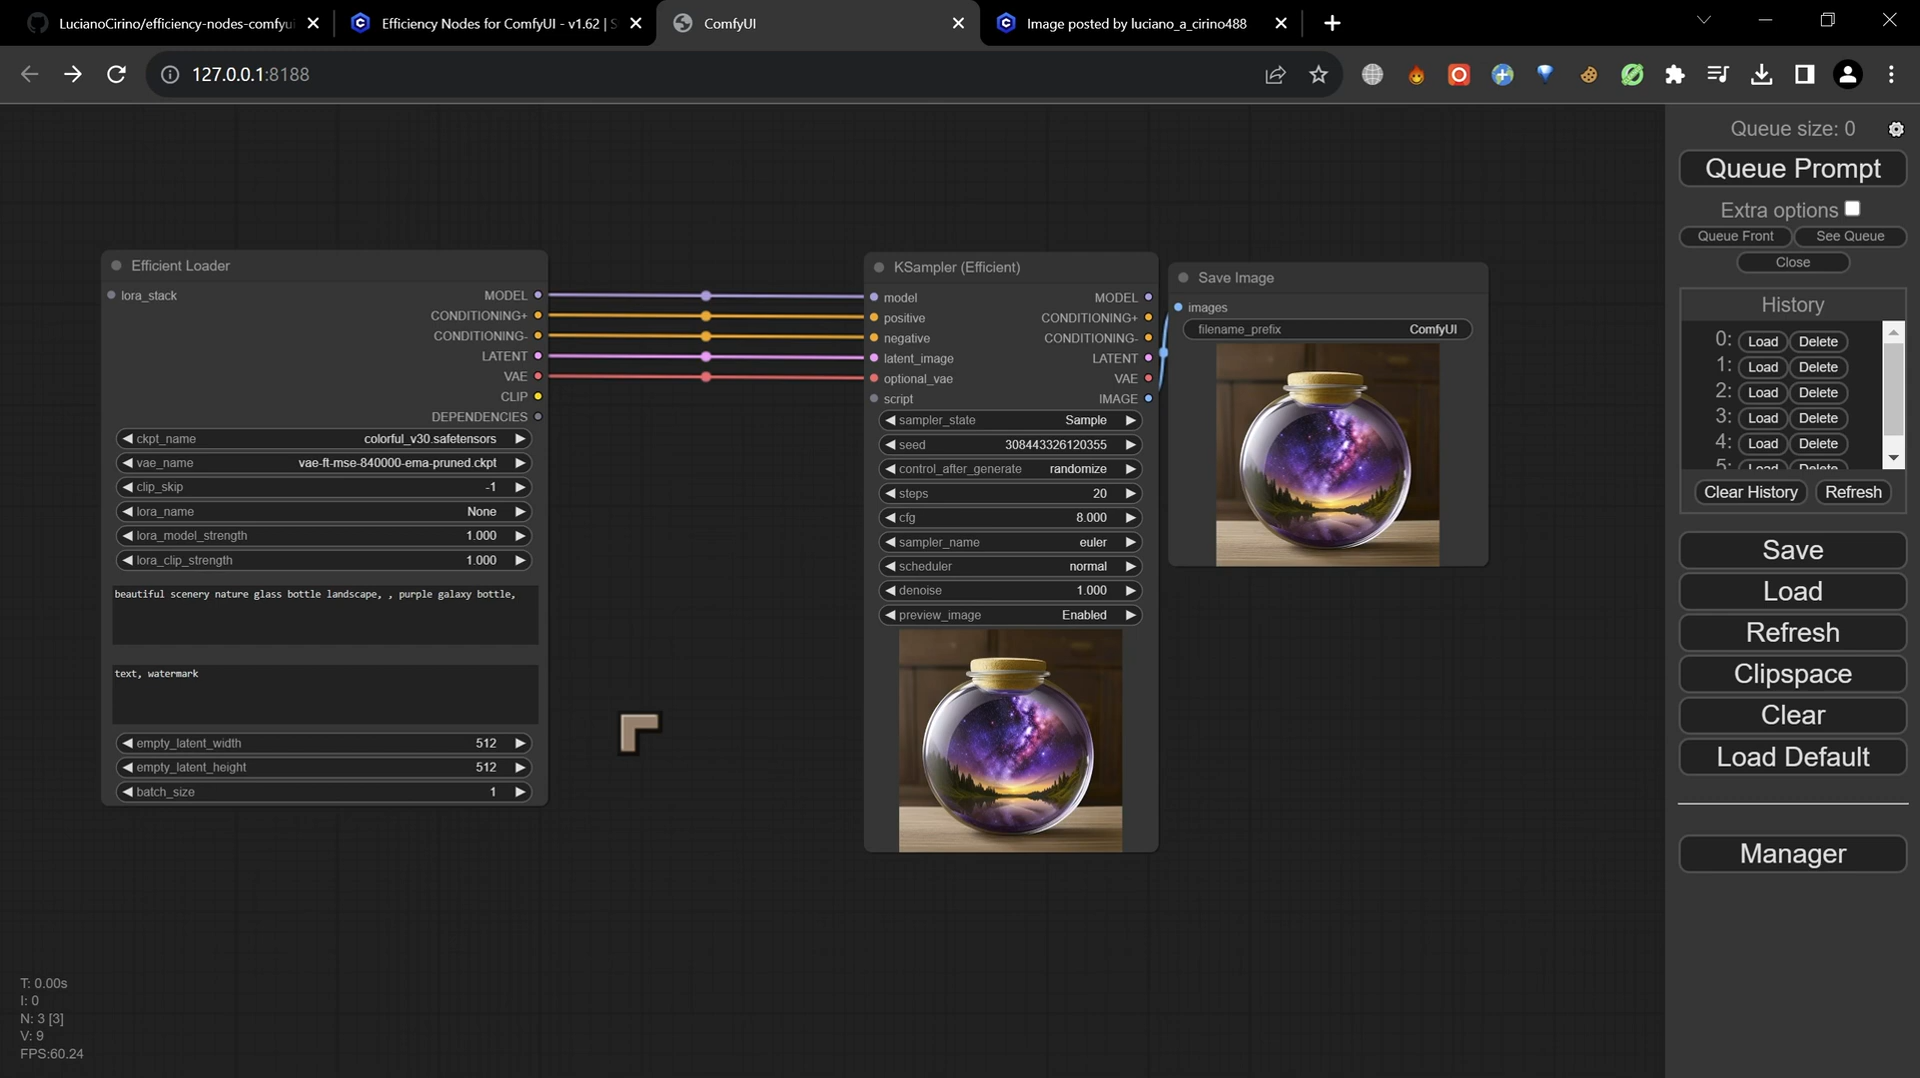 LucianoCirino/efficiency-nodes-comfyui
Efficiency Nodes for ComfyUI - v1.62 | S
ComfyUI
Image posted by luciano_a_cirino488
127.0.0.1:8188
Efficient Loader
lora_stack
MODEL
CONDITIONING+
CONDITIONING-
LATENT
VAE
CLIP
DEPENDENCIES
ckpt_name colorful_v30.safetensors
vae_name vae-ft-mse-840000-ema-pruned.ckpt
clip_skip -1
lora_name None
lora_model_strength 1.000
lora_clip_strength 1.000
beautiful scenery nature glass bottle landscape, , purple galaxy bottle,
text, watermark
empty_latent_width 512
empty_latent_height 512
batch_size 1
KSampler (Efficient)
model MODEL
positive CONDITIONING+
negative CONDITIONING-
latent_image LATENT
optional_vae VAE
script IMAGE
sampler_state Sample
seed 308443326120355
control_after_generate randomize
steps 20
cfg 8.000
sampler_name euler
scheduler normal
denoise 1.000
preview_image Enabled
Save Image
images
filename_prefix ComfyUI
Queue size: 0
Queue Prompt
Extra options
Queue Front See Queue
Close
History
0: Load Delete
1: Load Delete
2: Load Delete
3: Load Delete
4: Load Delete
5: Load Delete
Clear History Refresh
Save
Load
Refresh
Clipspace
Clear
Load Default
Manager
T: 0.00s
I: 0
N: 3 [3]
V: 9
FPS:60.24